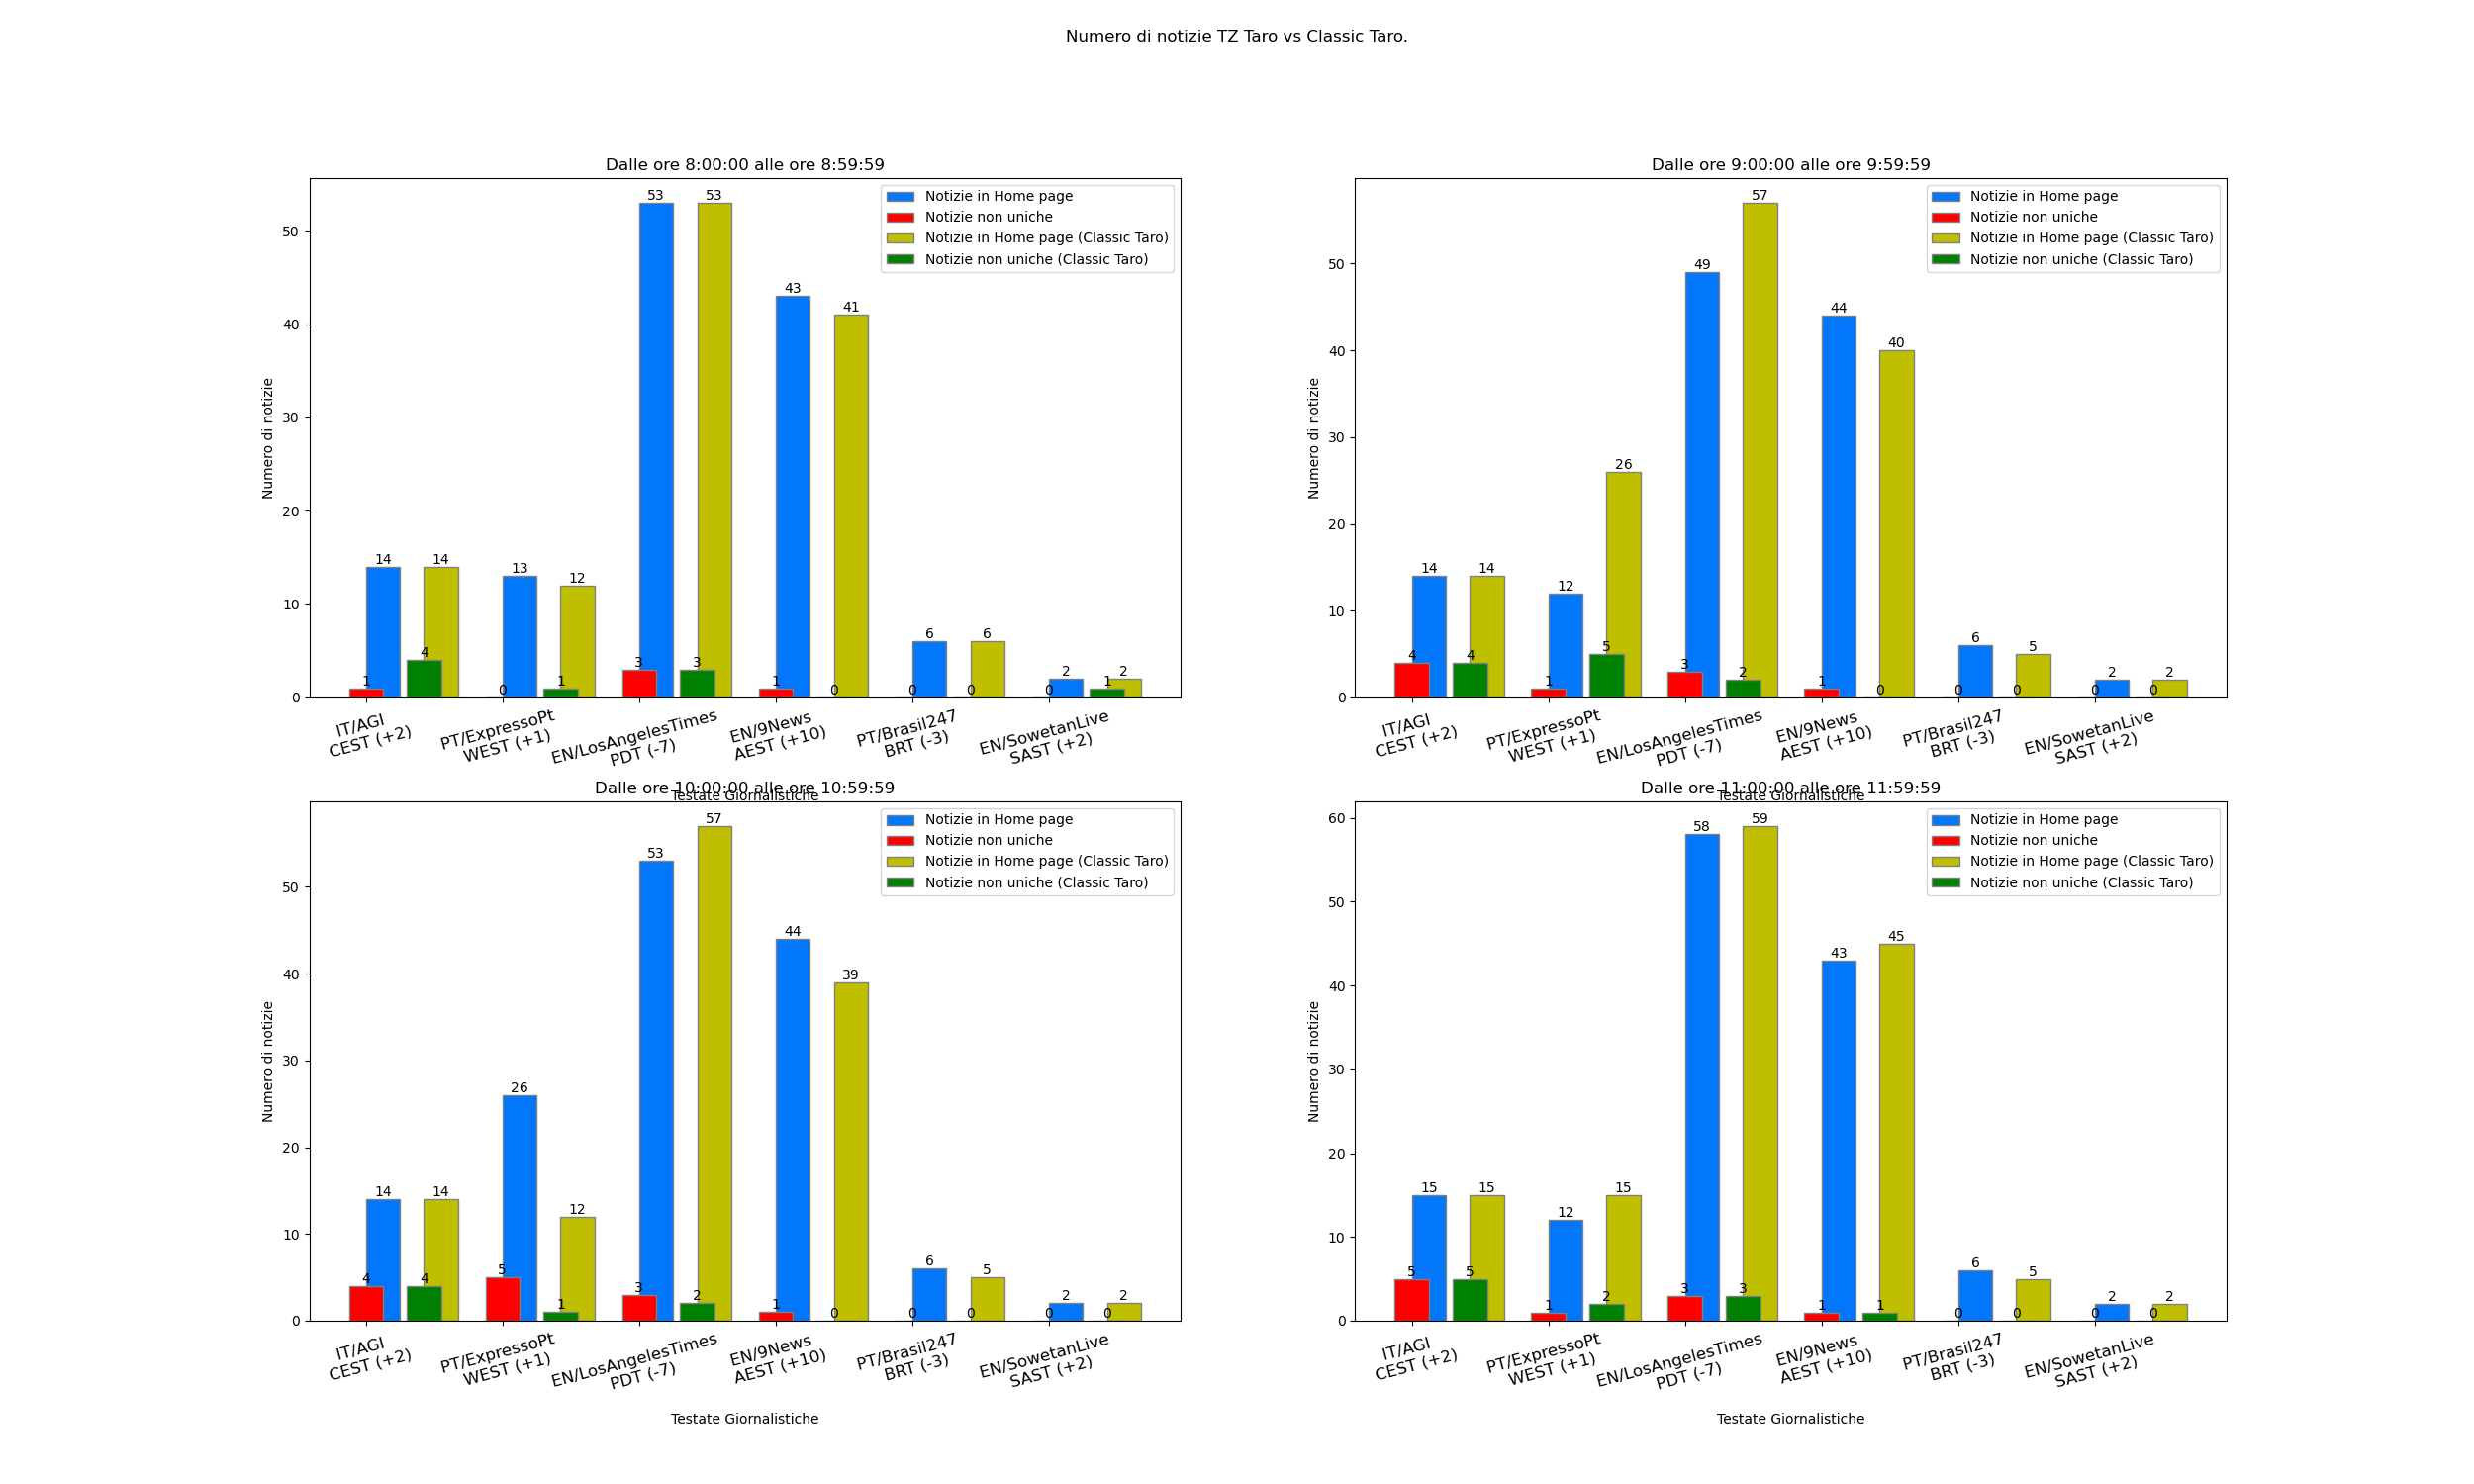 Numero di notizie TZ Taro vs Classic Taro.
Dalle ore 8:00:00 alle ore 8:59:59
Notizie in Home page
Notizie non uniche
Notizie in Home page (Classic Taro)
Notizie non uniche (Classic Taro)
Numero di notizie
50
40
30
20
10
0
1 14 4 14
0 13 1 12
3 53 3 53
1 43 0 41
0 6 0 6
0 2 1 2
IT/AGI
CEST (+2)
PT/ExpressoPt
WEST (+1)
EN/LosAngelesTimes
PDT (-7)
EN/9News
AEST (+10)
PT/Brasil247
BRT (-3)
EN/SowetanLive
SAST (+2)
Testate Giornalistiche
Dalle ore 9:00:00 alle ore 9:59:59
Notizie in Home page
Notizie non uniche
Notizie in Home page (Classic Taro)
Notizie non uniche (Classic Taro)
Numero di notizie
50
40
30
20
10
0
4 14 4 14
1 12 5 26
3 49 2 57
1 44 0 40
0 6 0 5
0 2 0 2
IT/AGI
CEST (+2)
PT/ExpressoPt
WEST (+1)
EN/LosAngelesTimes
PDT (-7)
EN/9News
AEST (+10)
PT/Brasil247
BRT (-3)
EN/SowetanLive
SAST (+2)
Testate Giornalistiche
Dalle ore 10:00:00 alle ore 10:59:59
Notizie in Home page
Notizie non uniche
Notizie in Home page (Classic Taro)
Notizie non uniche (Classic Taro)
Numero di notizie
50
40
30
20
10
0
4 14 4 14
5 26 1 12
3 53 2 57
1 44 0 39
0 6 0 5
0 2 0 2
IT/AGI
CEST (+2)
PT/ExpressoPt
WEST (+1)
EN/LosAngelesTimes
PDT (-7)
EN/9News
AEST (+10)
PT/Brasil247
BRT (-3)
EN/SowetanLive
SAST (+2)
Testate Giornalistiche
Dalle ore 11:00:00 alle ore 11:59:59
Notizie in Home page
Notizie non uniche
Notizie in Home page (Classic Taro)
Notizie non uniche (Classic Taro)
Numero di notizie
60
50
40
30
20
10
0
5 15 5 15
1 12 2 15
3 58 3 59
1 43 1 45
0 6 0 5
0 2 0 2
IT/AGI
CEST (+2)
PT/ExpressoPt
WEST (+1)
EN/LosAngelesTimes
PDT (-7)
EN/9News
AEST (+10)
PT/Brasil247
BRT (-3)
EN/SowetanLive
SAST (+2)
Testate Giornalistiche